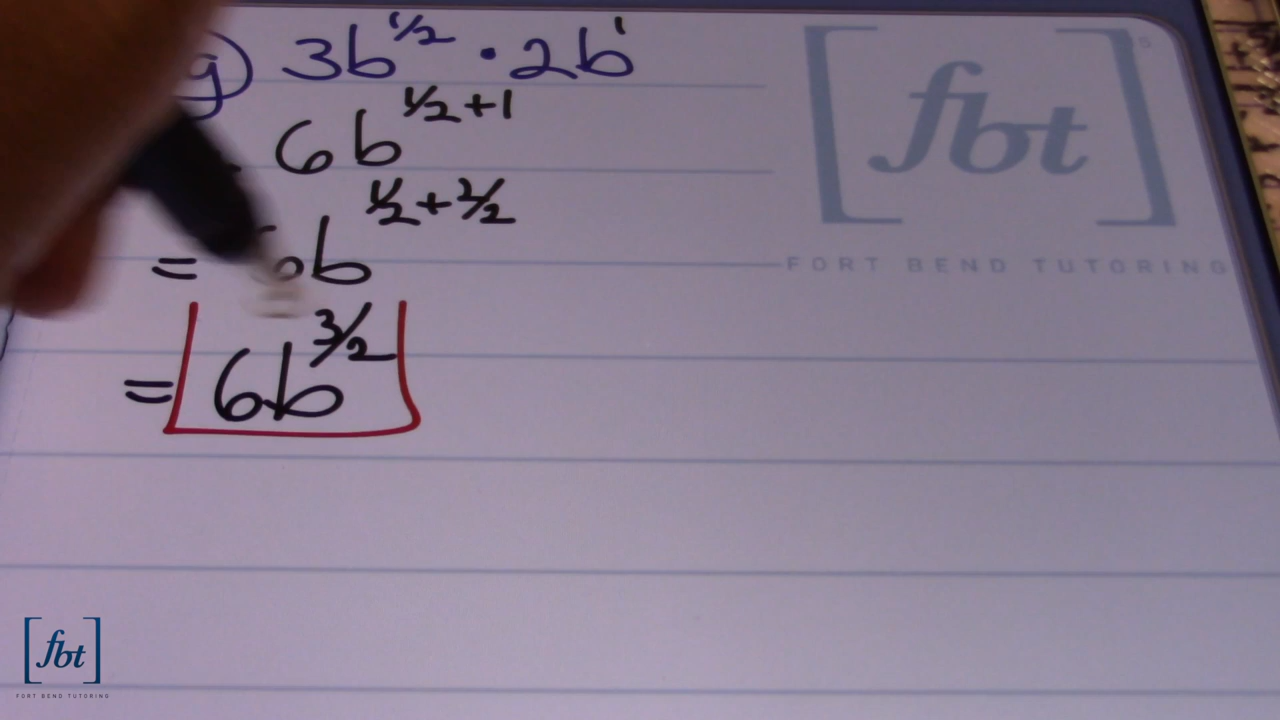 g) 3b^1/2 · 2b^1
6b^1/2+1
= 6b^1/2+2/2
= 6b^3/2
[fbt]
FORT BEND TUTORING
[fbt]
FORT BEND TUTORING